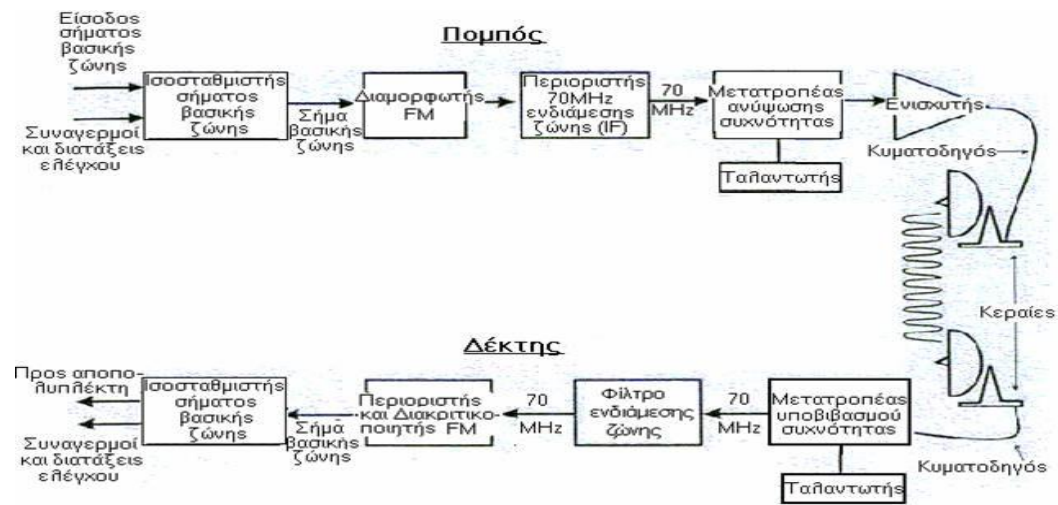 Είσοδος
σήματος
βασικής
ζώνης
Πομπός
Ισοσταθμιστής
σήματος
βασικής
ζώνης
Συναγερμοί
και διατάξεις
ελέγχου
Σήμα
βασικής
ζώνης
Διαμορφωτής
FM
Περιοριστής
70MHz
ενδιάμεσης
ζώνης (IF)
70
MHz
Μετατροπέας
ανύψωσης
συχνότητας
Ταλαντωτής
Ενισχυτής
Κυματοδηγός
Κεραίες
Δέκτης
Προς αποπο-
λυπλέκτη
Συναγερμοί
και διατάξεις
ελέγχου
Ισοσταθμιστής
σήματος
βασικής
ζώνης
Σήμα
βασικής
ζώνης
Περιοριστής
και Διακριτικο-
ποιητής FM
70
MHz
Φίλτρο
ενδιάμεσης
ζώνης
70
MHz
Μετατροπέας
υποβιβασμού
συχνότητας
Ταλαντωτής
Κυματοδηγός